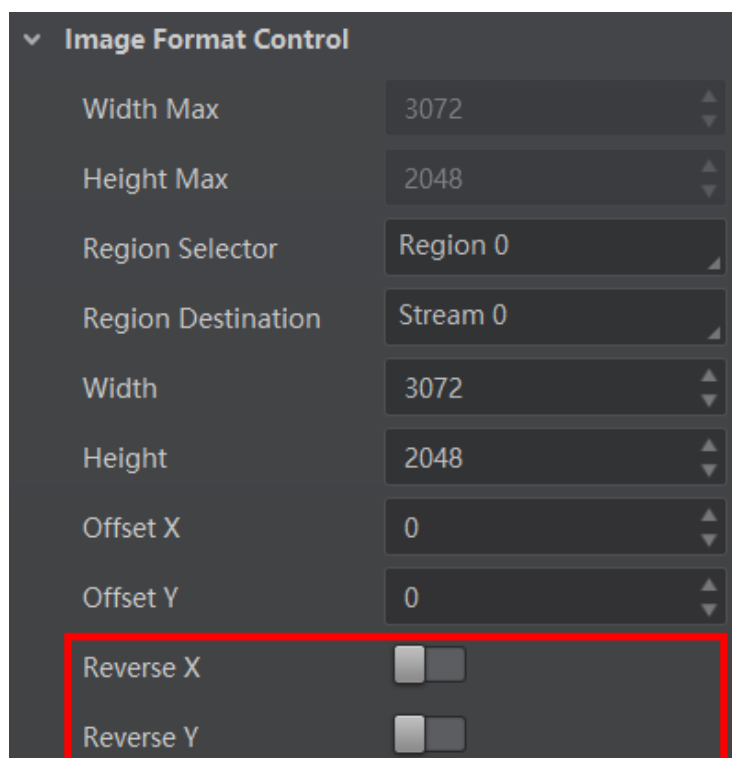 Image Format Control
Width Max 3072
Height Max 2048
Region Selector Region 0
Region Destination Stream 0
Width 3072
Height 2048
Offset X 0
Offset Y 0
Reverse X
Reverse Y